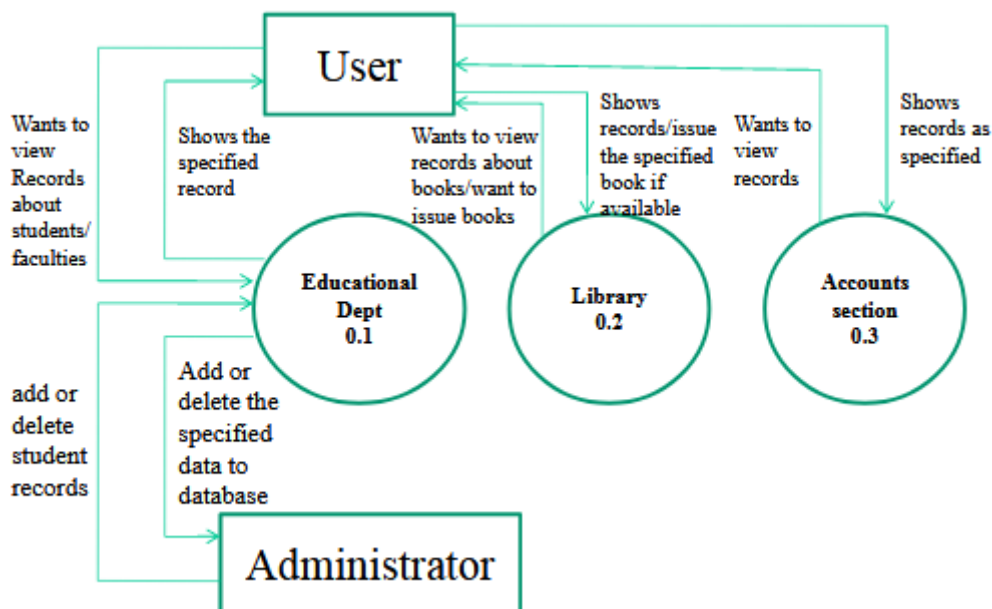 User
Wants to
view
Records
about
students/
faculties
Shows the
specified
record
Wants to view
records about
books/want to
issue books
Shows
records/issue
the specified
book if
available
Wants to
view
records
Shows
records as
specified
Educational
Dept
0.1
Library
0.2
Accounts
section
0.3
add or
delete
student
records
Add or
delete the
specified
data to
database
Administrator